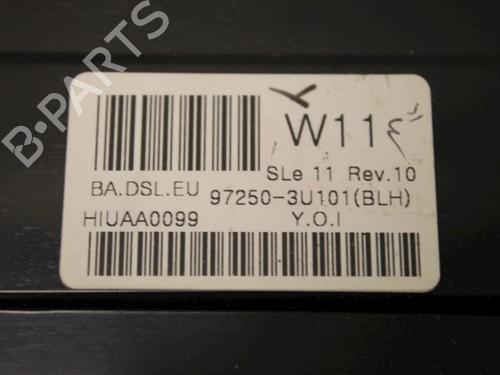 B-PARTS
W11
SLe 11 Rev.10
BA.DSL.EU
97250-3U101(BLH)
HIUAA0099
Y.O.I